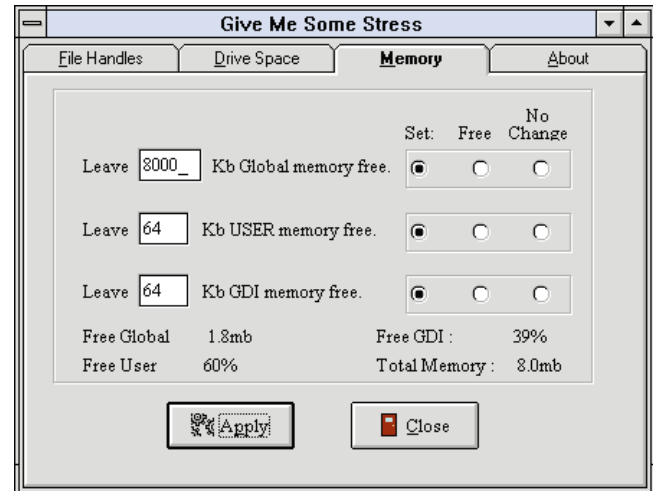 Give Me Some Stress
File Handles Drive Space Memory About
Set: Free No Change
Leave 8000_ Kb Global memory free.
Leave 64 Kb USER memory free.
Leave 64 Kb GDI memory free.
Free Global 1.8mb Free GDI : 39%
Free User 60% Total Memory : 8.0mb
Apply Close